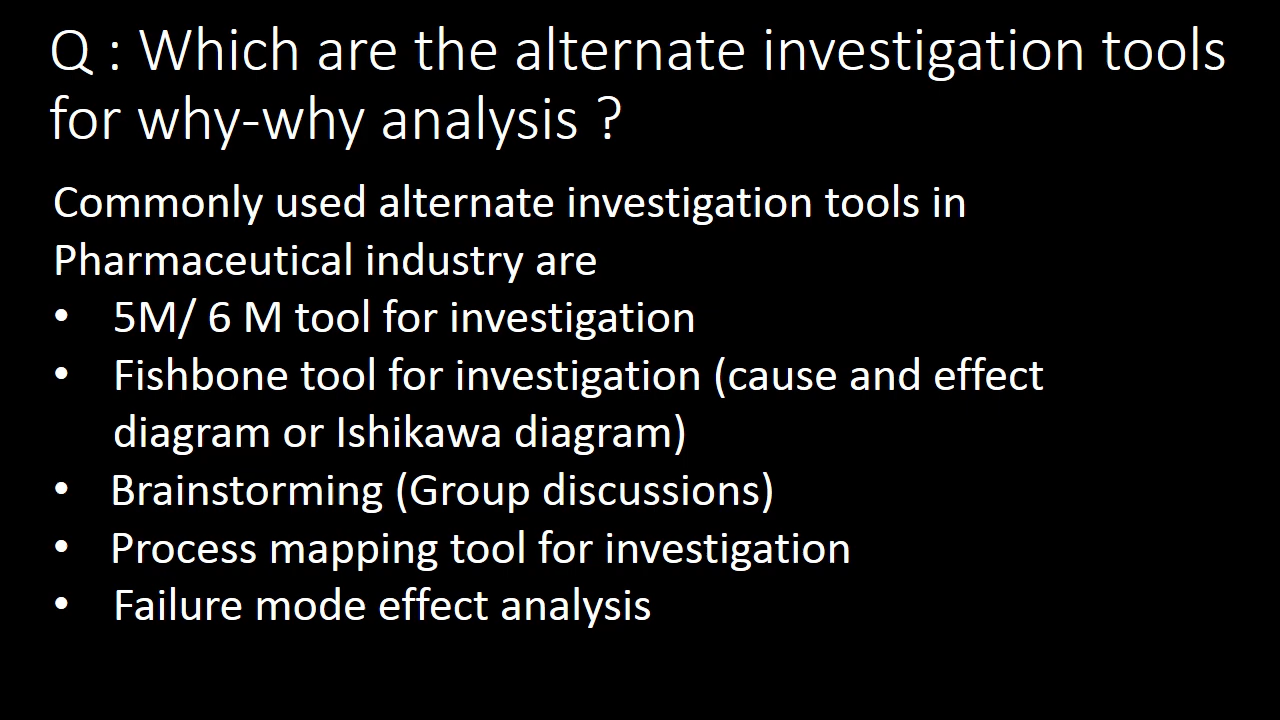 Q : Which are the alternate investigation tools
for why-why analysis ?
Commonly used alternate investigation tools in
Pharmaceutical industry are
• 5M/ 6 M tool for investigation
• Fishbone tool for investigation (cause and effect
diagram or Ishikawa diagram)
• Brainstorming (Group discussions)
• Process mapping tool for investigation
• Failure mode effect analysis